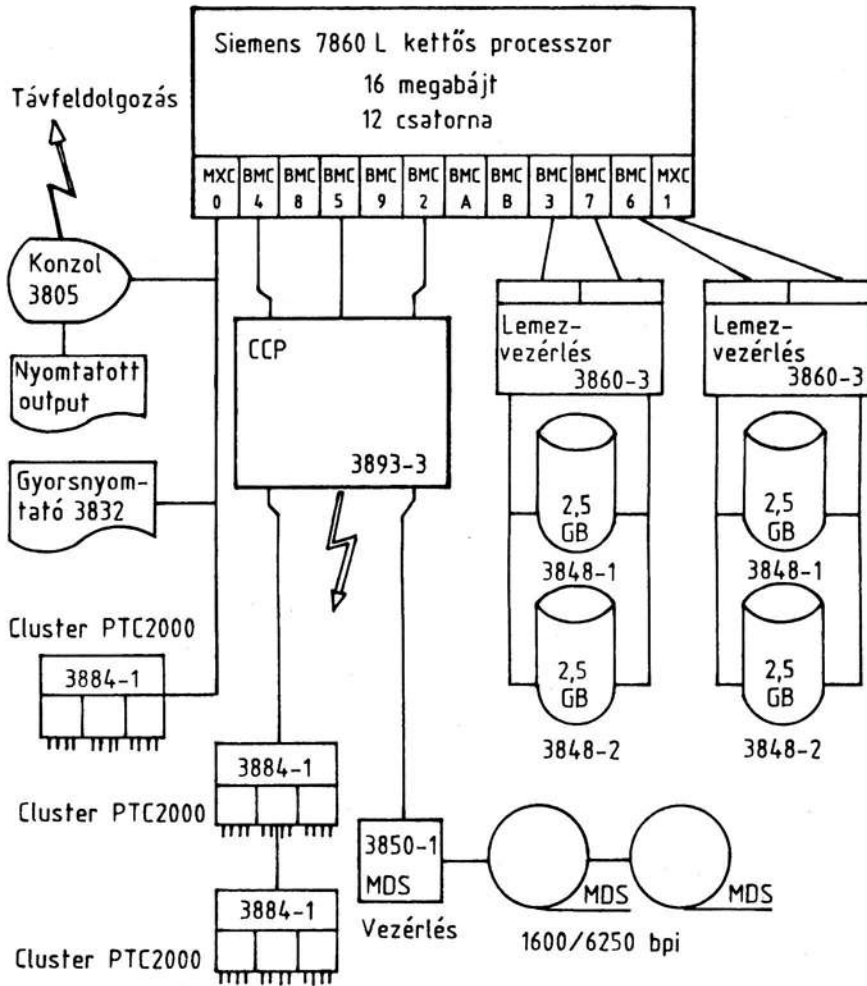 Siemens 7860 L kettős processzor
16 megabájt
12 csatorna
Távfeldolgozás
MXC BMC BMC BMC BMC BMC BMC BMC BMC BMC BMC MXC
0 4 8 5 9 2 A B 3 7 6 1
Konzol
3805
Nyomtatott
output
Gyorsnyom-
tató 3832
CCP
3893-3
Lemez-
vezérlés
3860-3
Lemez-
vezérlés
3860-3
2,5
GB
3848-1
2,5
GB
3848-1
2,5
GB
3848-2
2,5
GB
3848-2
Cluster PTC2000
3884-1
3884-1
Cluster PTC2000
3884-1
Cluster PTC2000
3850-1
MDS
Vezérlés
MDS
MDS
1600/6250 bpi